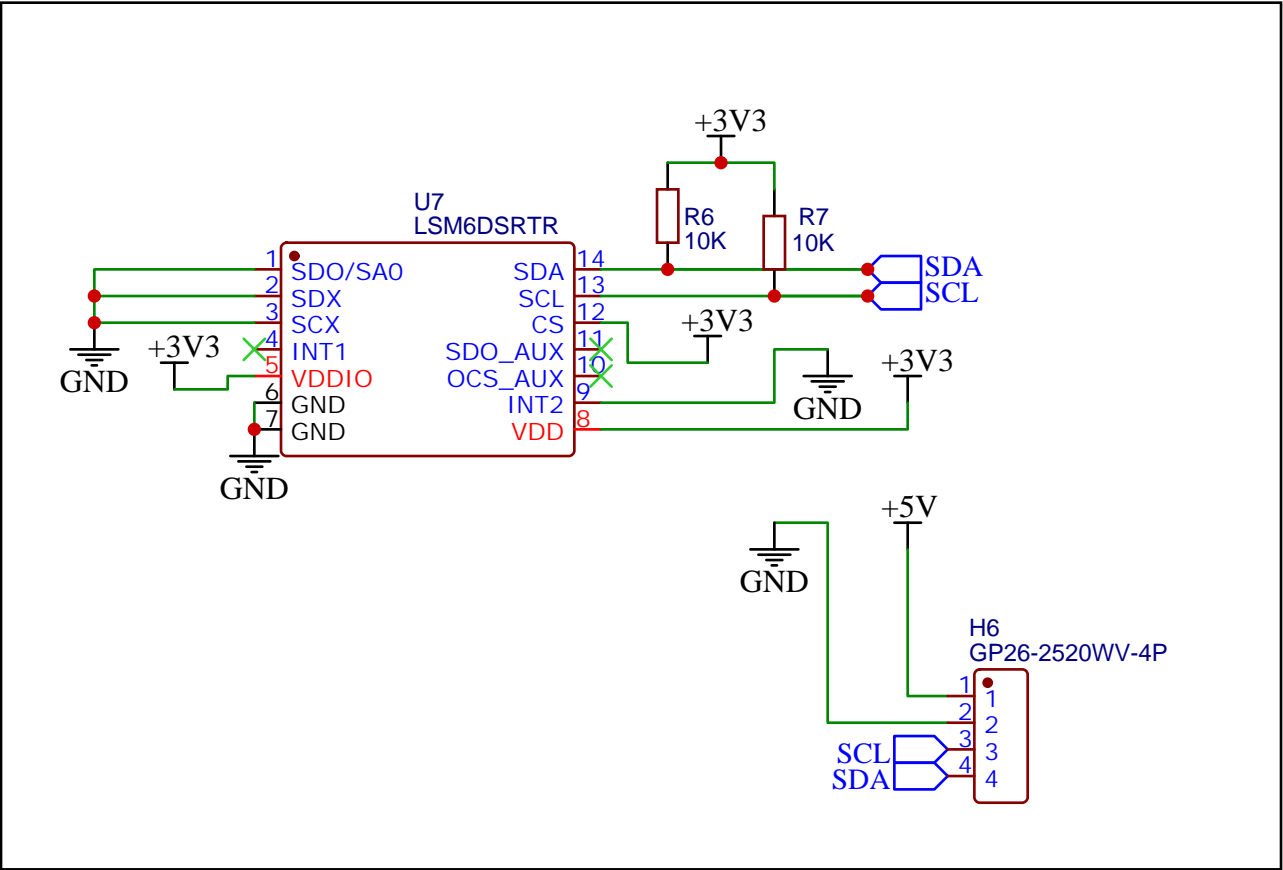 +3V3
U7
LSM6DSRTR
R6
10K
R7
10K
1
SDO/SA0
2
SDX
3
SCX
4
INT1
5
VDDIO
6
GND
7
GND
14
SDA
13
SCL
12
CS
11
SDO_AUX
10
OCS_AUX
9
INT2
8
VDD
SDA
SCL
+3V3
GND
+3V3
GND
+3V3
GND
+5V
GND
H6
GP26-2520WV-4P
1
1
2
2
SCL
3
3
SDA
4
4